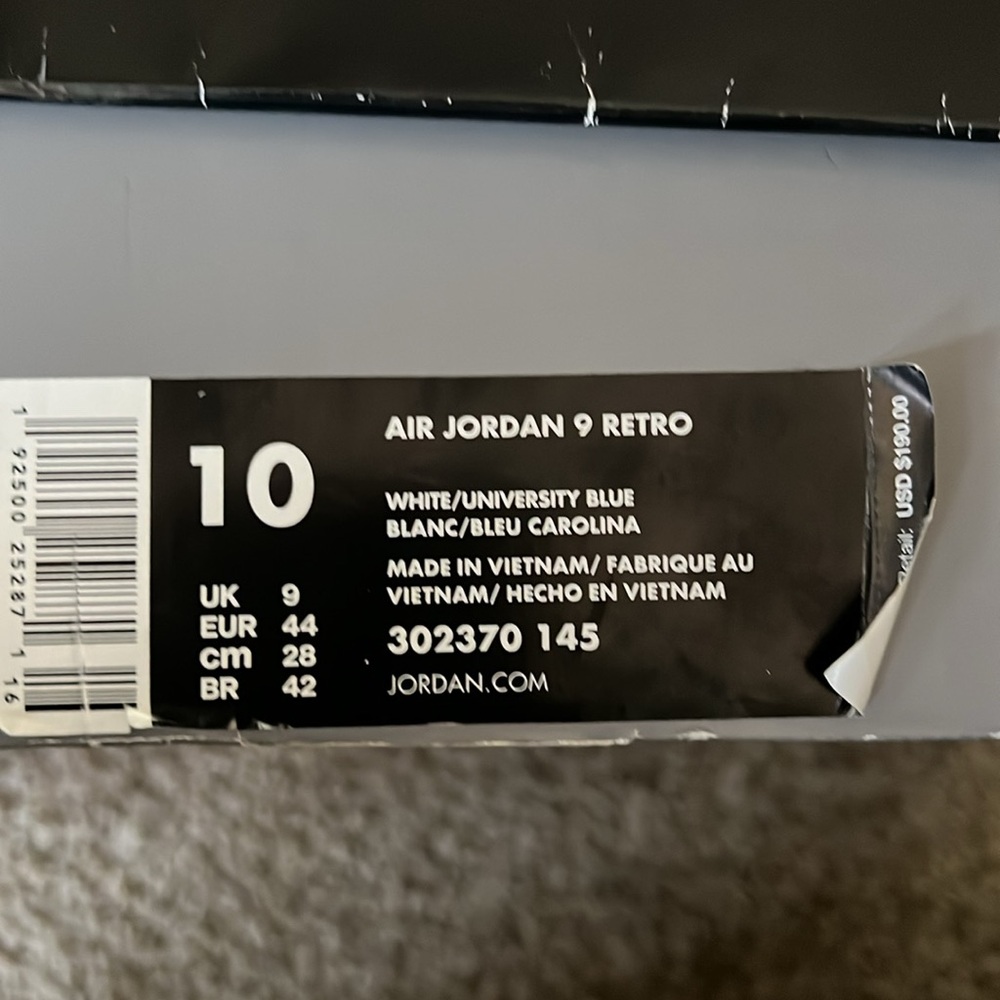 1 92500 25287 1 16
10
UK 9
EUR 44
cm 28
BR 42
AIR JORDAN 9 RETRO
WHITE/UNIVERSITY BLUE
BLANC/BLEU CAROLINA
MADE IN VIETNAM/ FABRIQUE AU
VIETNAM/ HECHO EN VIETNAM
302370 145
JORDAN.COM
USD $190.00